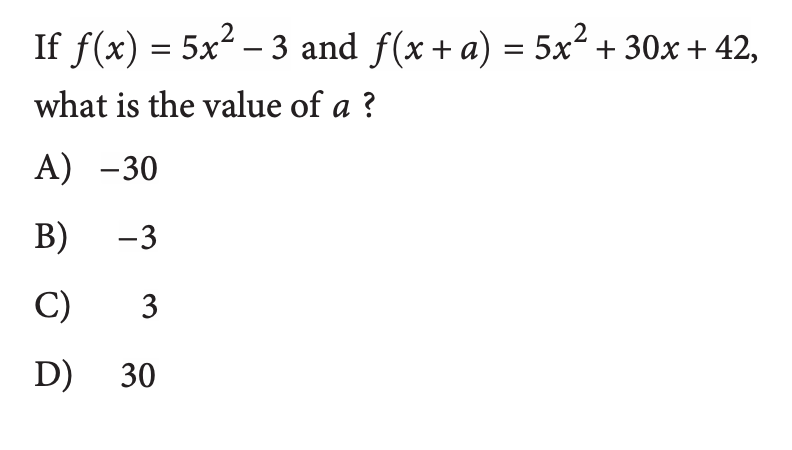 If f(x) = 5x² – 3 and f(x + a) = 5x² + 30x + 42,
what is the value of a ?
A) –30
B) –3
C) 3
D) 30